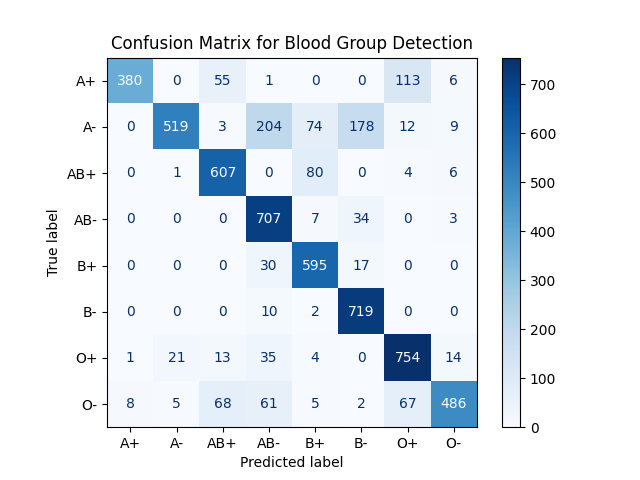 Confusion Matrix for Blood Group Detection
A+ 380 0 55 1 0 0 113 6
A- 0 519 3 204 74 178 12 9
AB+ 0 1 607 0 80 0 4 6
AB- 0 0 0 707 7 34 0 3
B+ 0 0 0 30 595 17 0 0
B- 0 0 0 10 2 719 0 0
O+ 1 21 13 35 4 0 754 14
O- 8 5 68 61 5 2 67 486
A+ A- AB+ AB- B+ B- O+ O-
Predicted label
True label
700
600
500
400
300
200
100
0